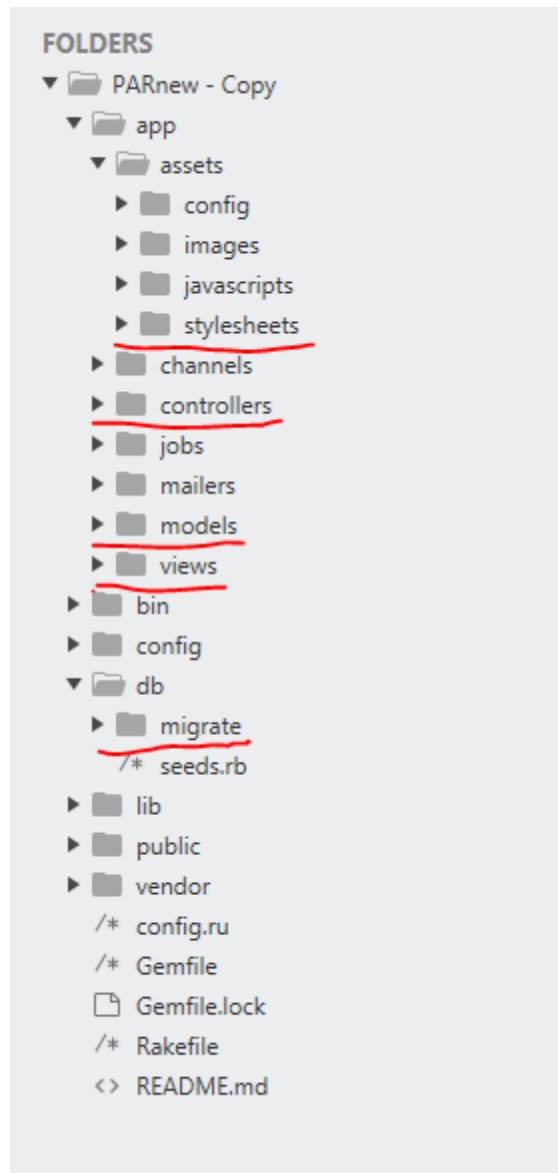 FOLDERS
PARnew - Copy
app
assets
config
images
javascripts
stylesheets
channels
controllers
jobs
mailers
models
views
bin
config
db
migrate
/* seeds.rb
lib
public
vendor
/* config.ru
/* Gemfile
Gemfile.lock
/* Rakefile
<> README.md